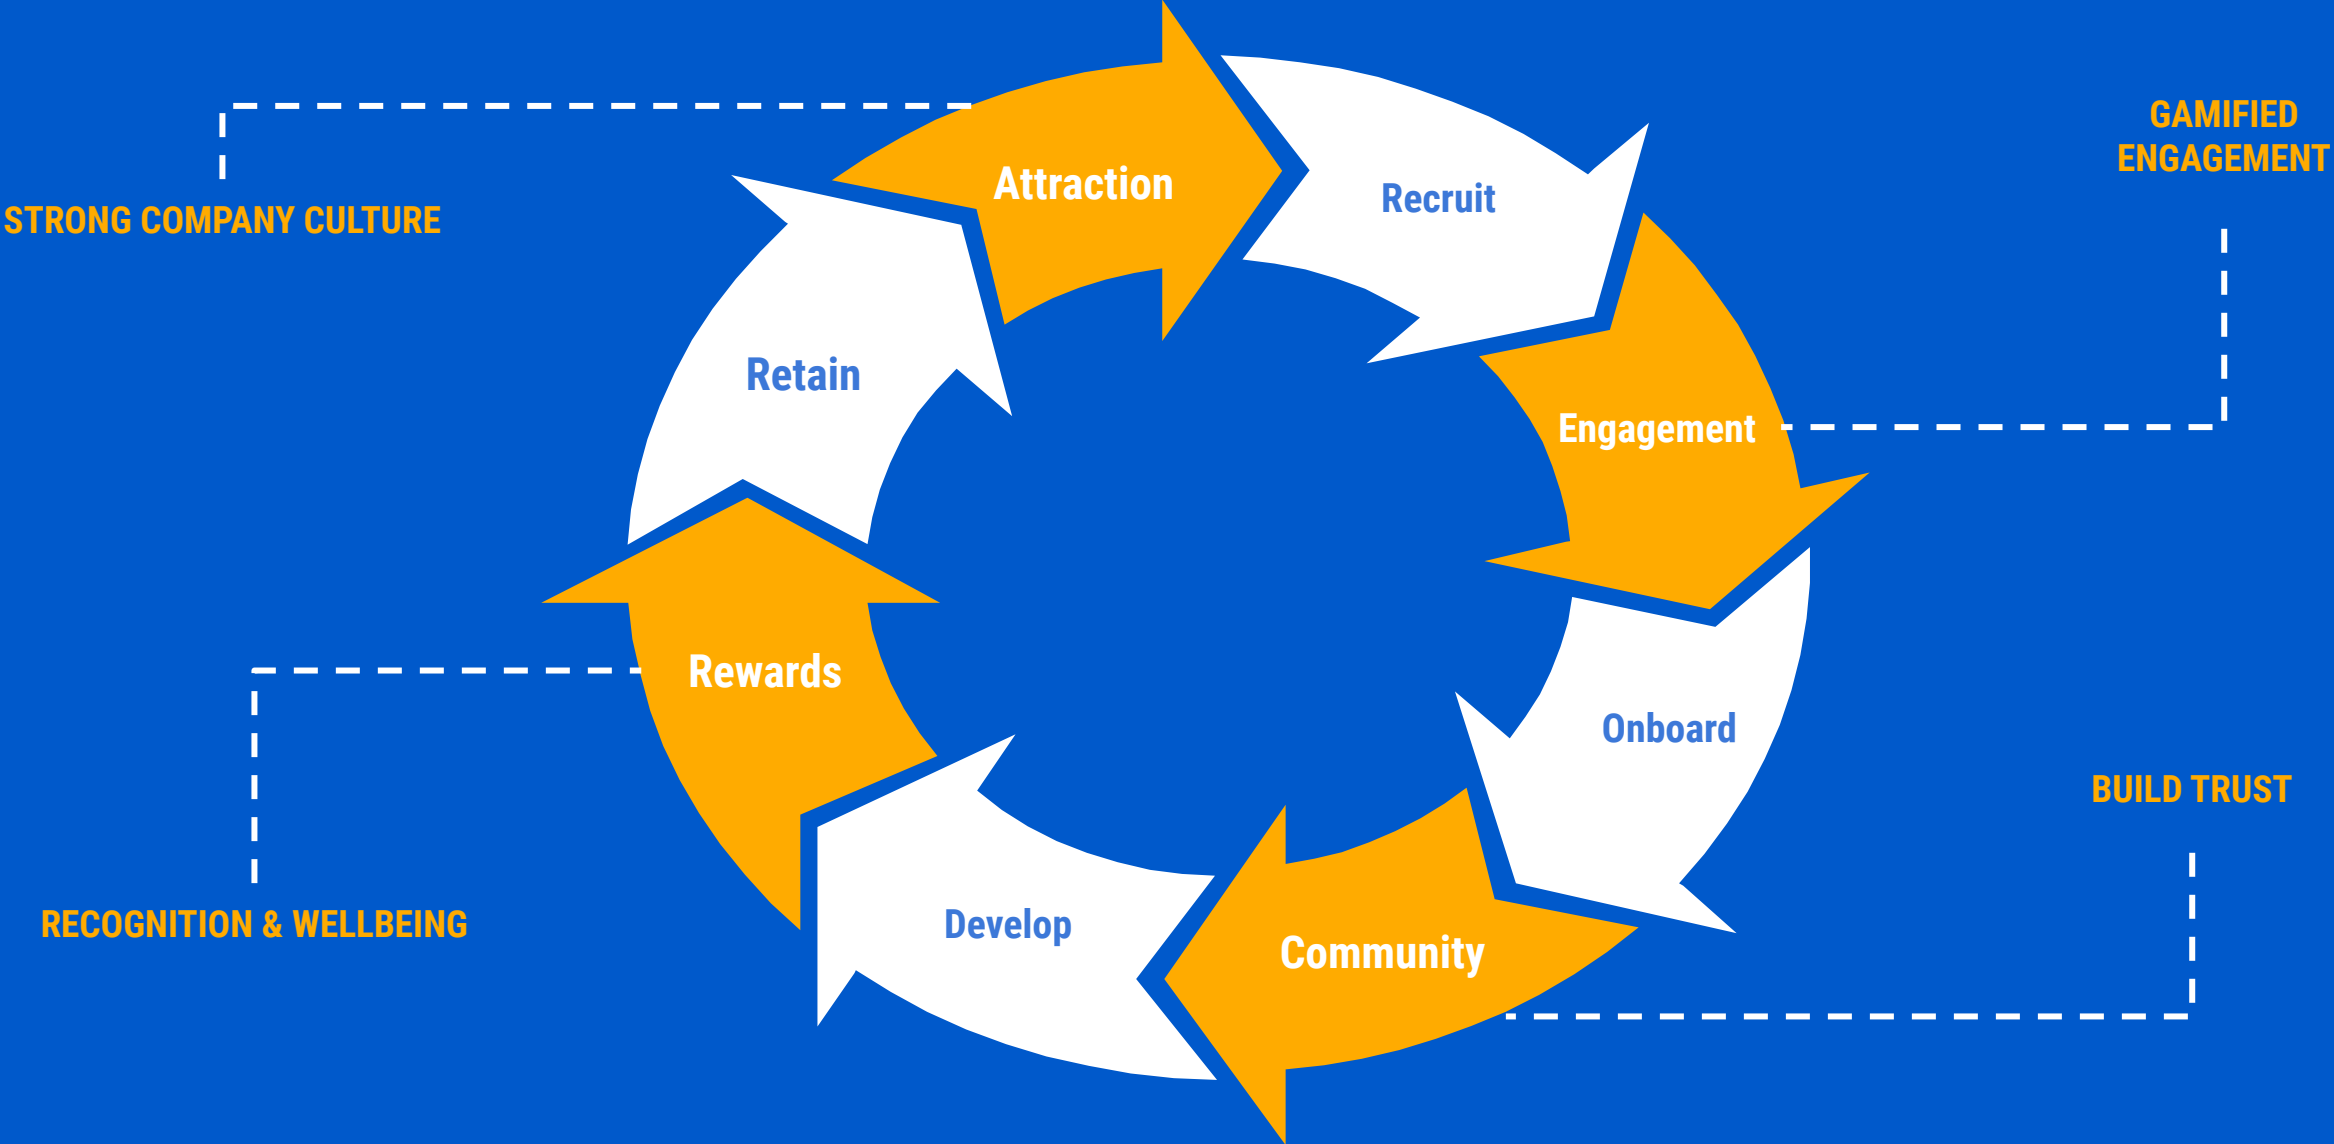 Attraction
Recruit
GAMIFIED
ENGAGEMENT
STRONG COMPANY CULTURE
Retain
Engagement
Rewards
Onboard
BUILD TRUST
Develop
RECOGNITION & WELLBEING
Community